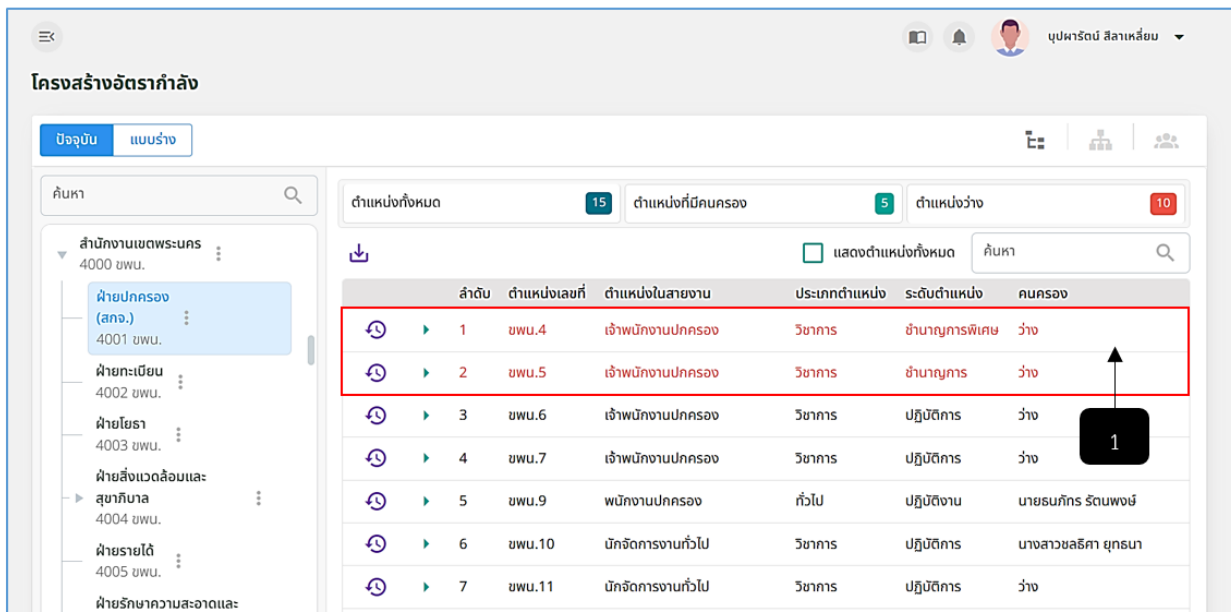 บุปผารัตน์ สีลาเหลี่ยม
โครงสร้างอัตรากำลัง
ปัจจุบัน แบบร่าง
ค้นหา
สำนักงานเขตพระนคร
4000 ขพน.
ฝ่ายปกครอง
(สกจ.)
4001 ขพน.
ฝ่ายทะเบียน
4002 ขพน.
ฝ่ายโยธา
4003 ขพน.
ฝ่ายสิ่งแวดล้อมและ
สุขาภิบาล
4004 ขพน.
ฝ่ายรายได้
4005 ขพน.
ฝ่ายรักษาความสะอาดและ
ตำแหน่งทั้งหมด 15 ตำแหน่งที่มีคนครอง 5 ตำแหน่งว่าง 10
แสดงตำแหน่งทั้งหมด ค้นหา
ลำดับ ตำแหน่งเลขที่ ตำแหน่งในสายงาน ประเภทตำแหน่ง ระดับตำแหน่ง คนครอง
1 ขพน.4 เจ้าพนักงานปกครอง วิชาการ ชำนาญการพิเศษ ว่าง
2 ขพน.5 เจ้าพนักงานปกครอง วิชาการ ชำนาญการ ว่าง
3 ขพน.6 เจ้าพนักงานปกครอง วิชาการ ปฏิบัติการ ว่าง
1
4 ขพน.7 เจ้าพนักงานปกครอง วิชาการ ปฏิบัติการ ว่าง
5 ขพน.9 พนักงานปกครอง ทั่วไป ปฏิบัติงาน นายธนภัทร รัตนพงษ์
6 ขพน.10 นักจัดการงานทั่วไป วิชาการ ปฏิบัติการ นางสาวชลธิศา ยุทธนา
7 ขพน.11 นักจัดการงานทั่วไป วิชาการ ปฏิบัติการ ว่าง